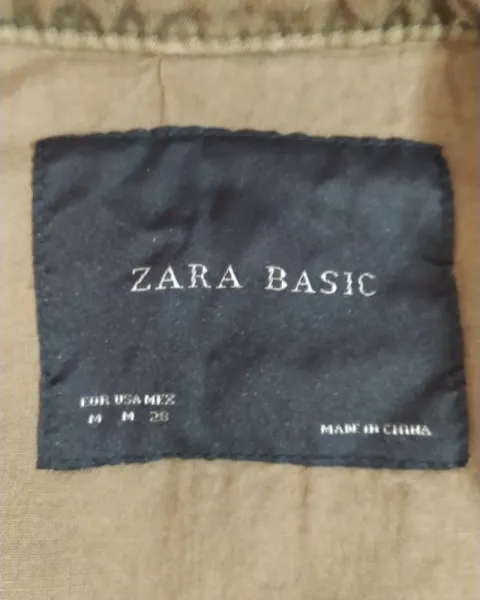 ZARA BASIC
EUR USA MEX
M M 28
MADE IN CHINA